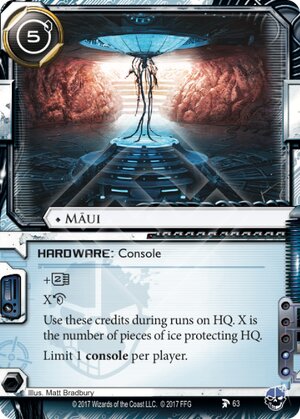 5
♦ MĀUI
HARDWARE: Console
+2
X
Use these credits during runs on HQ. X is
the number of pieces of ice protecting HQ.
Limit 1 console per player.
Illus. Matt Bradbury
© 2017 Wizards of the Coast LLC. © 2017 FFG
63